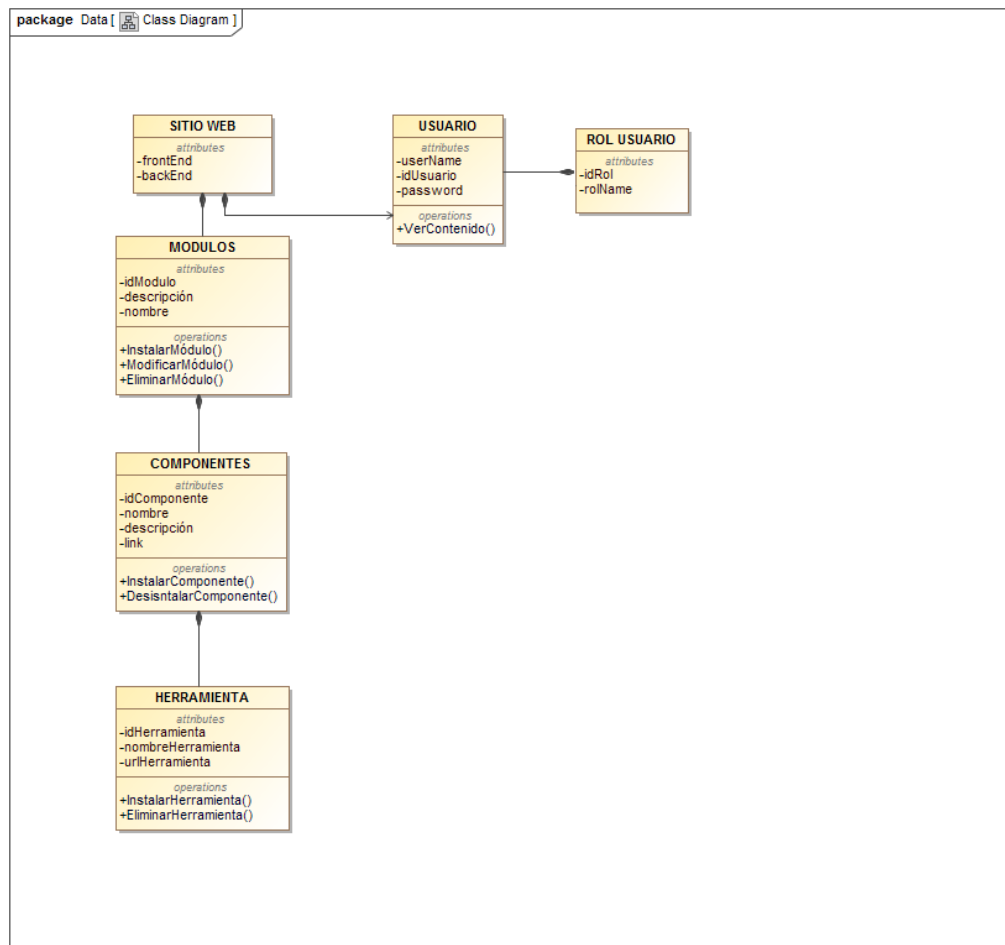 package Data [ Class Diagram ]
SITIO WEB
attributes
-frontEnd
-backEnd
USUARIO
attributes
-userName
-idUsuario
-password
operations
+VerContenido()
ROL USUARIO
attributes
-idRol
-rolName
MODULOS
attributes
-idModulo
-descripción
-nombre
operations
+InstalarMódulo()
+ModificarMódulo()
+EliminarMódulo()
COMPONENTES
attributes
-idComponente
-nombre
-descripción
-link
operations
+InstalarComponente()
+DesisntalarComponente()
HERRAMIENTA
attributes
-idHerramienta
-nombreHerramienta
-urlHerramienta
operations
+InstalarHerramienta()
+EliminarHerramienta()